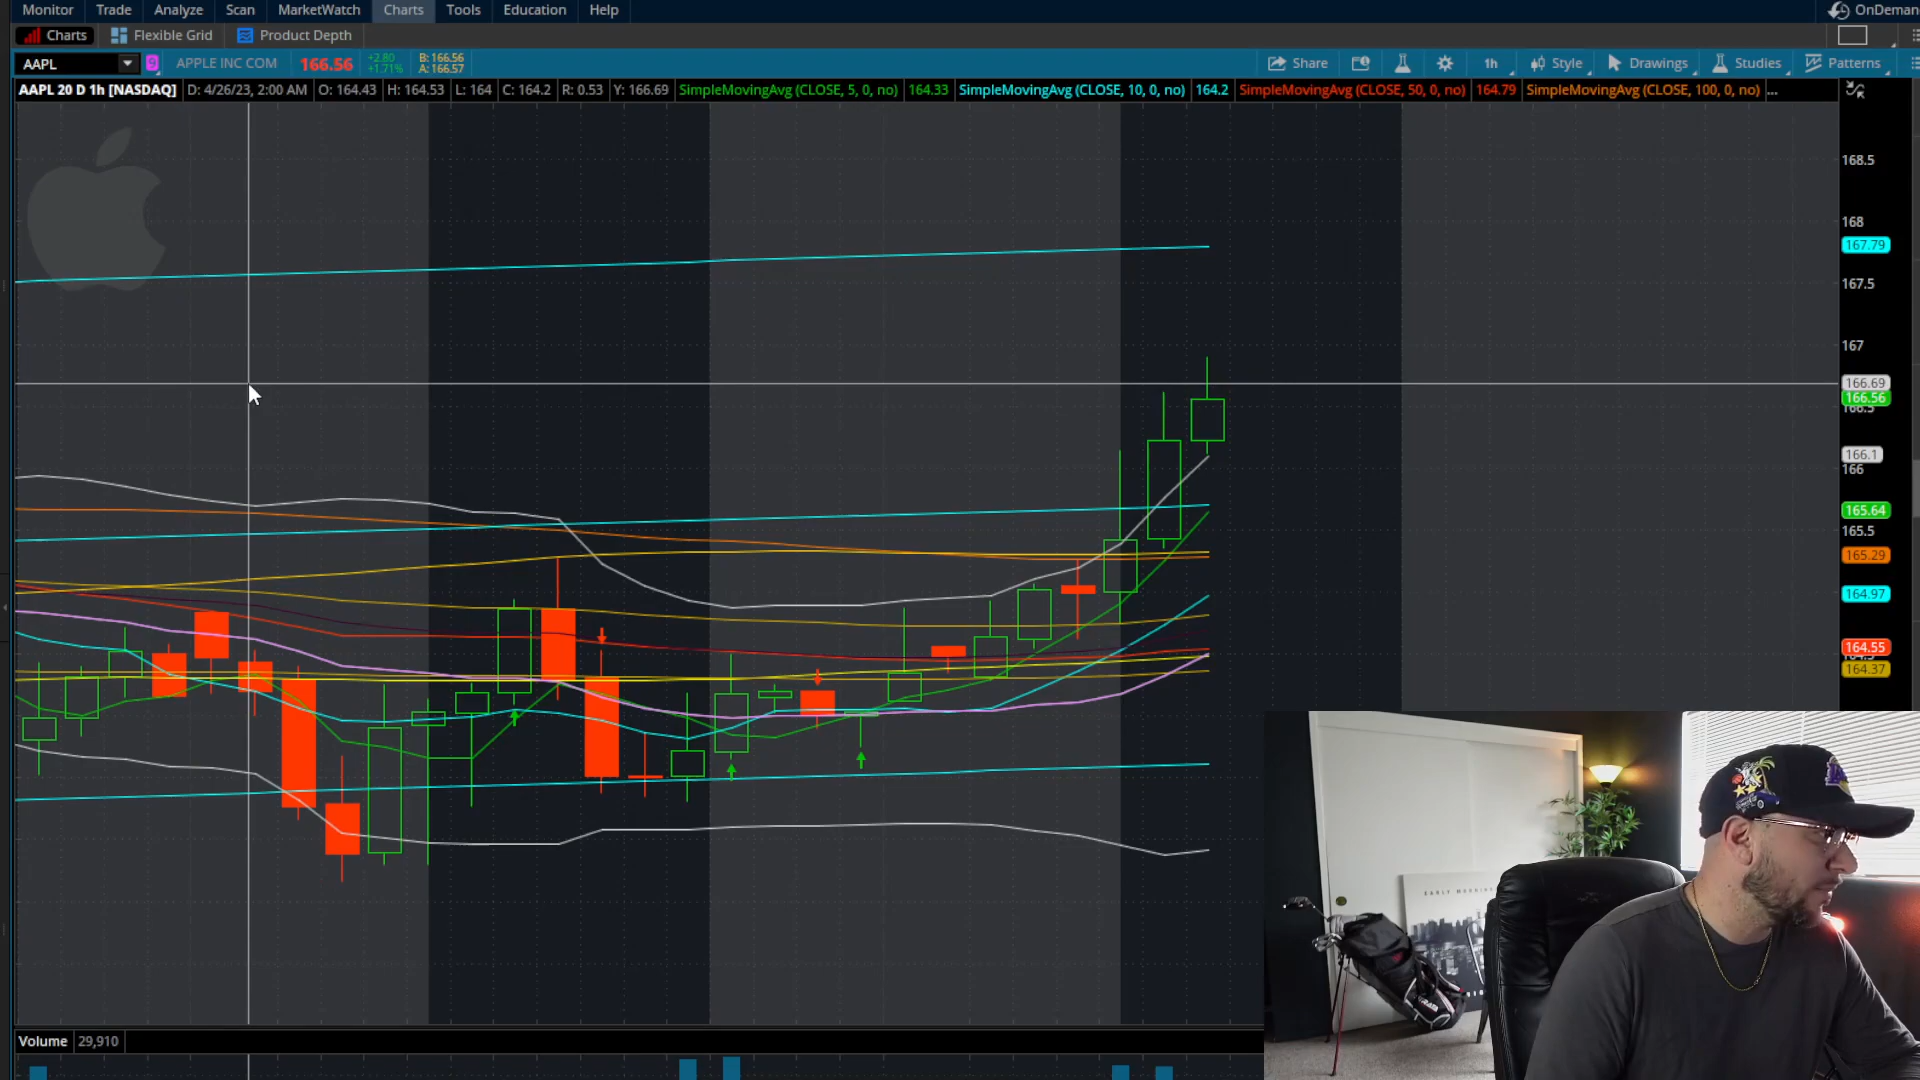 Monitor Trade Analyze Scan MarketWatch Charts Tools Education Help OnDeman
Charts Flexible Grid Product Depth
AAPL APPLE INC COM 166.56 +2.80 +1.71% B: 166.56 A: 166.57 Share 1h Style Drawings Studies Patterns
AAPL 20 D 1h [NASDAQ] D: 4/26/23, 2:00 AM O: 164.43 H: 164.53 L: 164 C: 164.2 R: 0.53 Y: 166.69 SimpleMovingAvg (CLOSE, 5, 0, no) 164.33 SimpleMovingAvg (CLOSE, 10, 0, no) 164.2 SimpleMovingAvg (CLOSE, 50, 0, no) 164.79 SimpleMovingAvg (CLOSE, 100, 0, no) ...
168.5
168
167.79
167.5
167
166.69
166.56
166.5
166.1
166
165.64
165.5
165.29
164.97
164.55
164.37
EARLY MORNIN
Volume 29,910